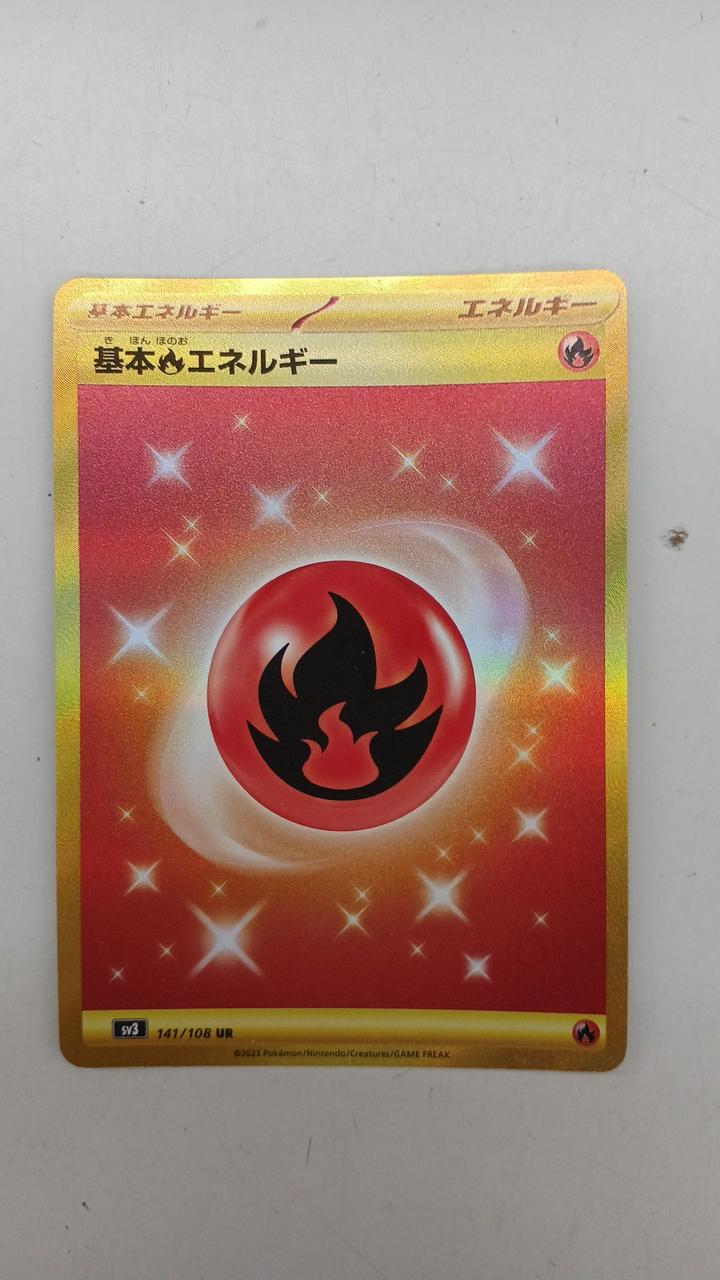 基本エネルギー エネルギー
き ほん ほのお
基本エネルギー
sv3 141/108 UR
©2023 Pokémon/Nintendo/Creatures/GAME FREAK.